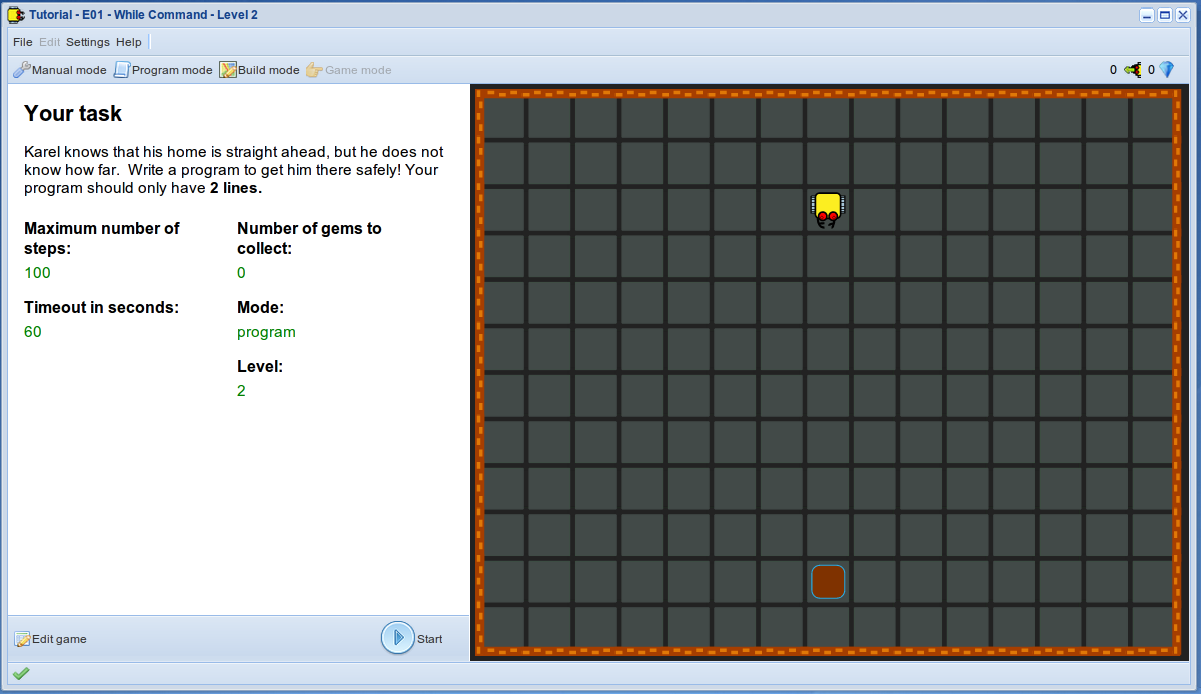 Tutorial - E01 - While Command - Level 2
File Edit Settings Help
Manual mode Program mode Build mode Game mode 0 0
Your task
Karel knows that his home is straight ahead, but he does not
know how far.  Write a program to get him there safely! Your
program should only have 2 lines.
Maximum number of
steps:
100
Number of gems to
collect:
0
Timeout in seconds:
60
Mode:
program
Level:
2
Edit game Start